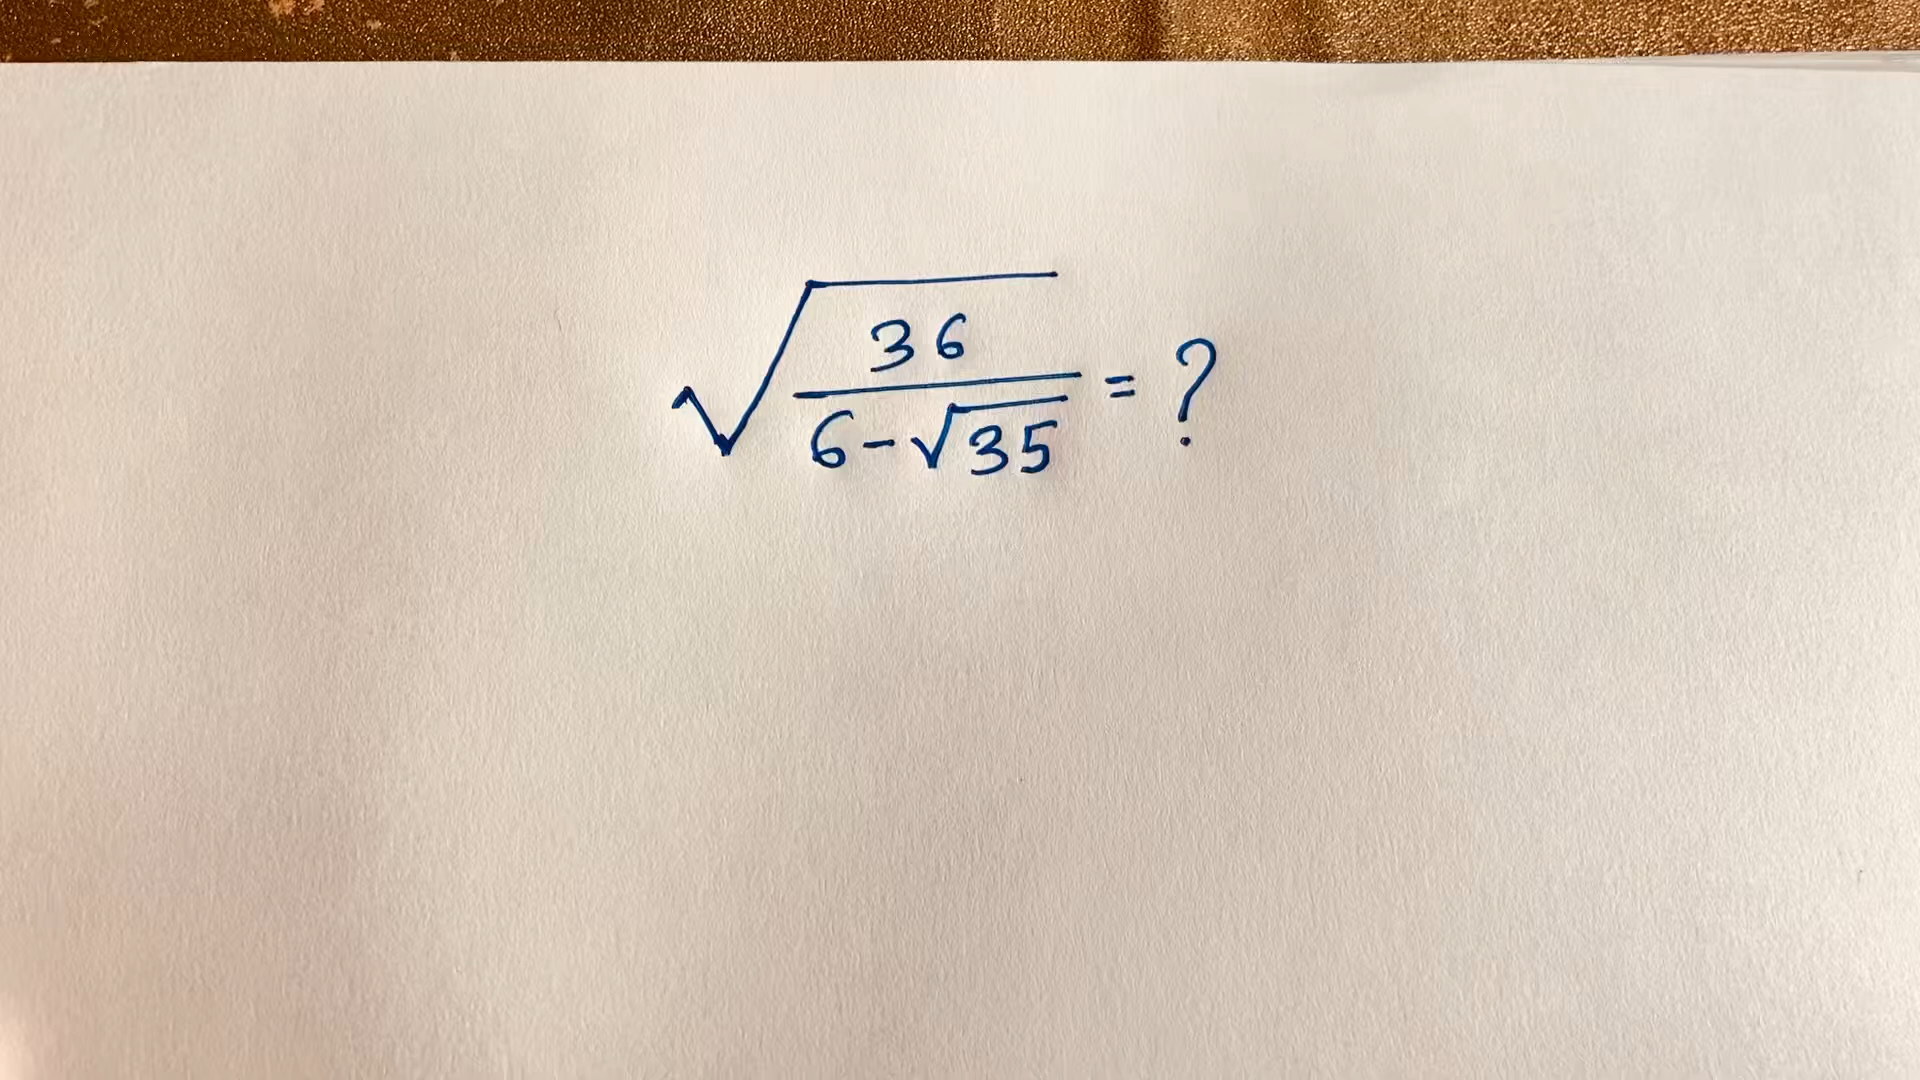 √(36/(6-√35)) = ?